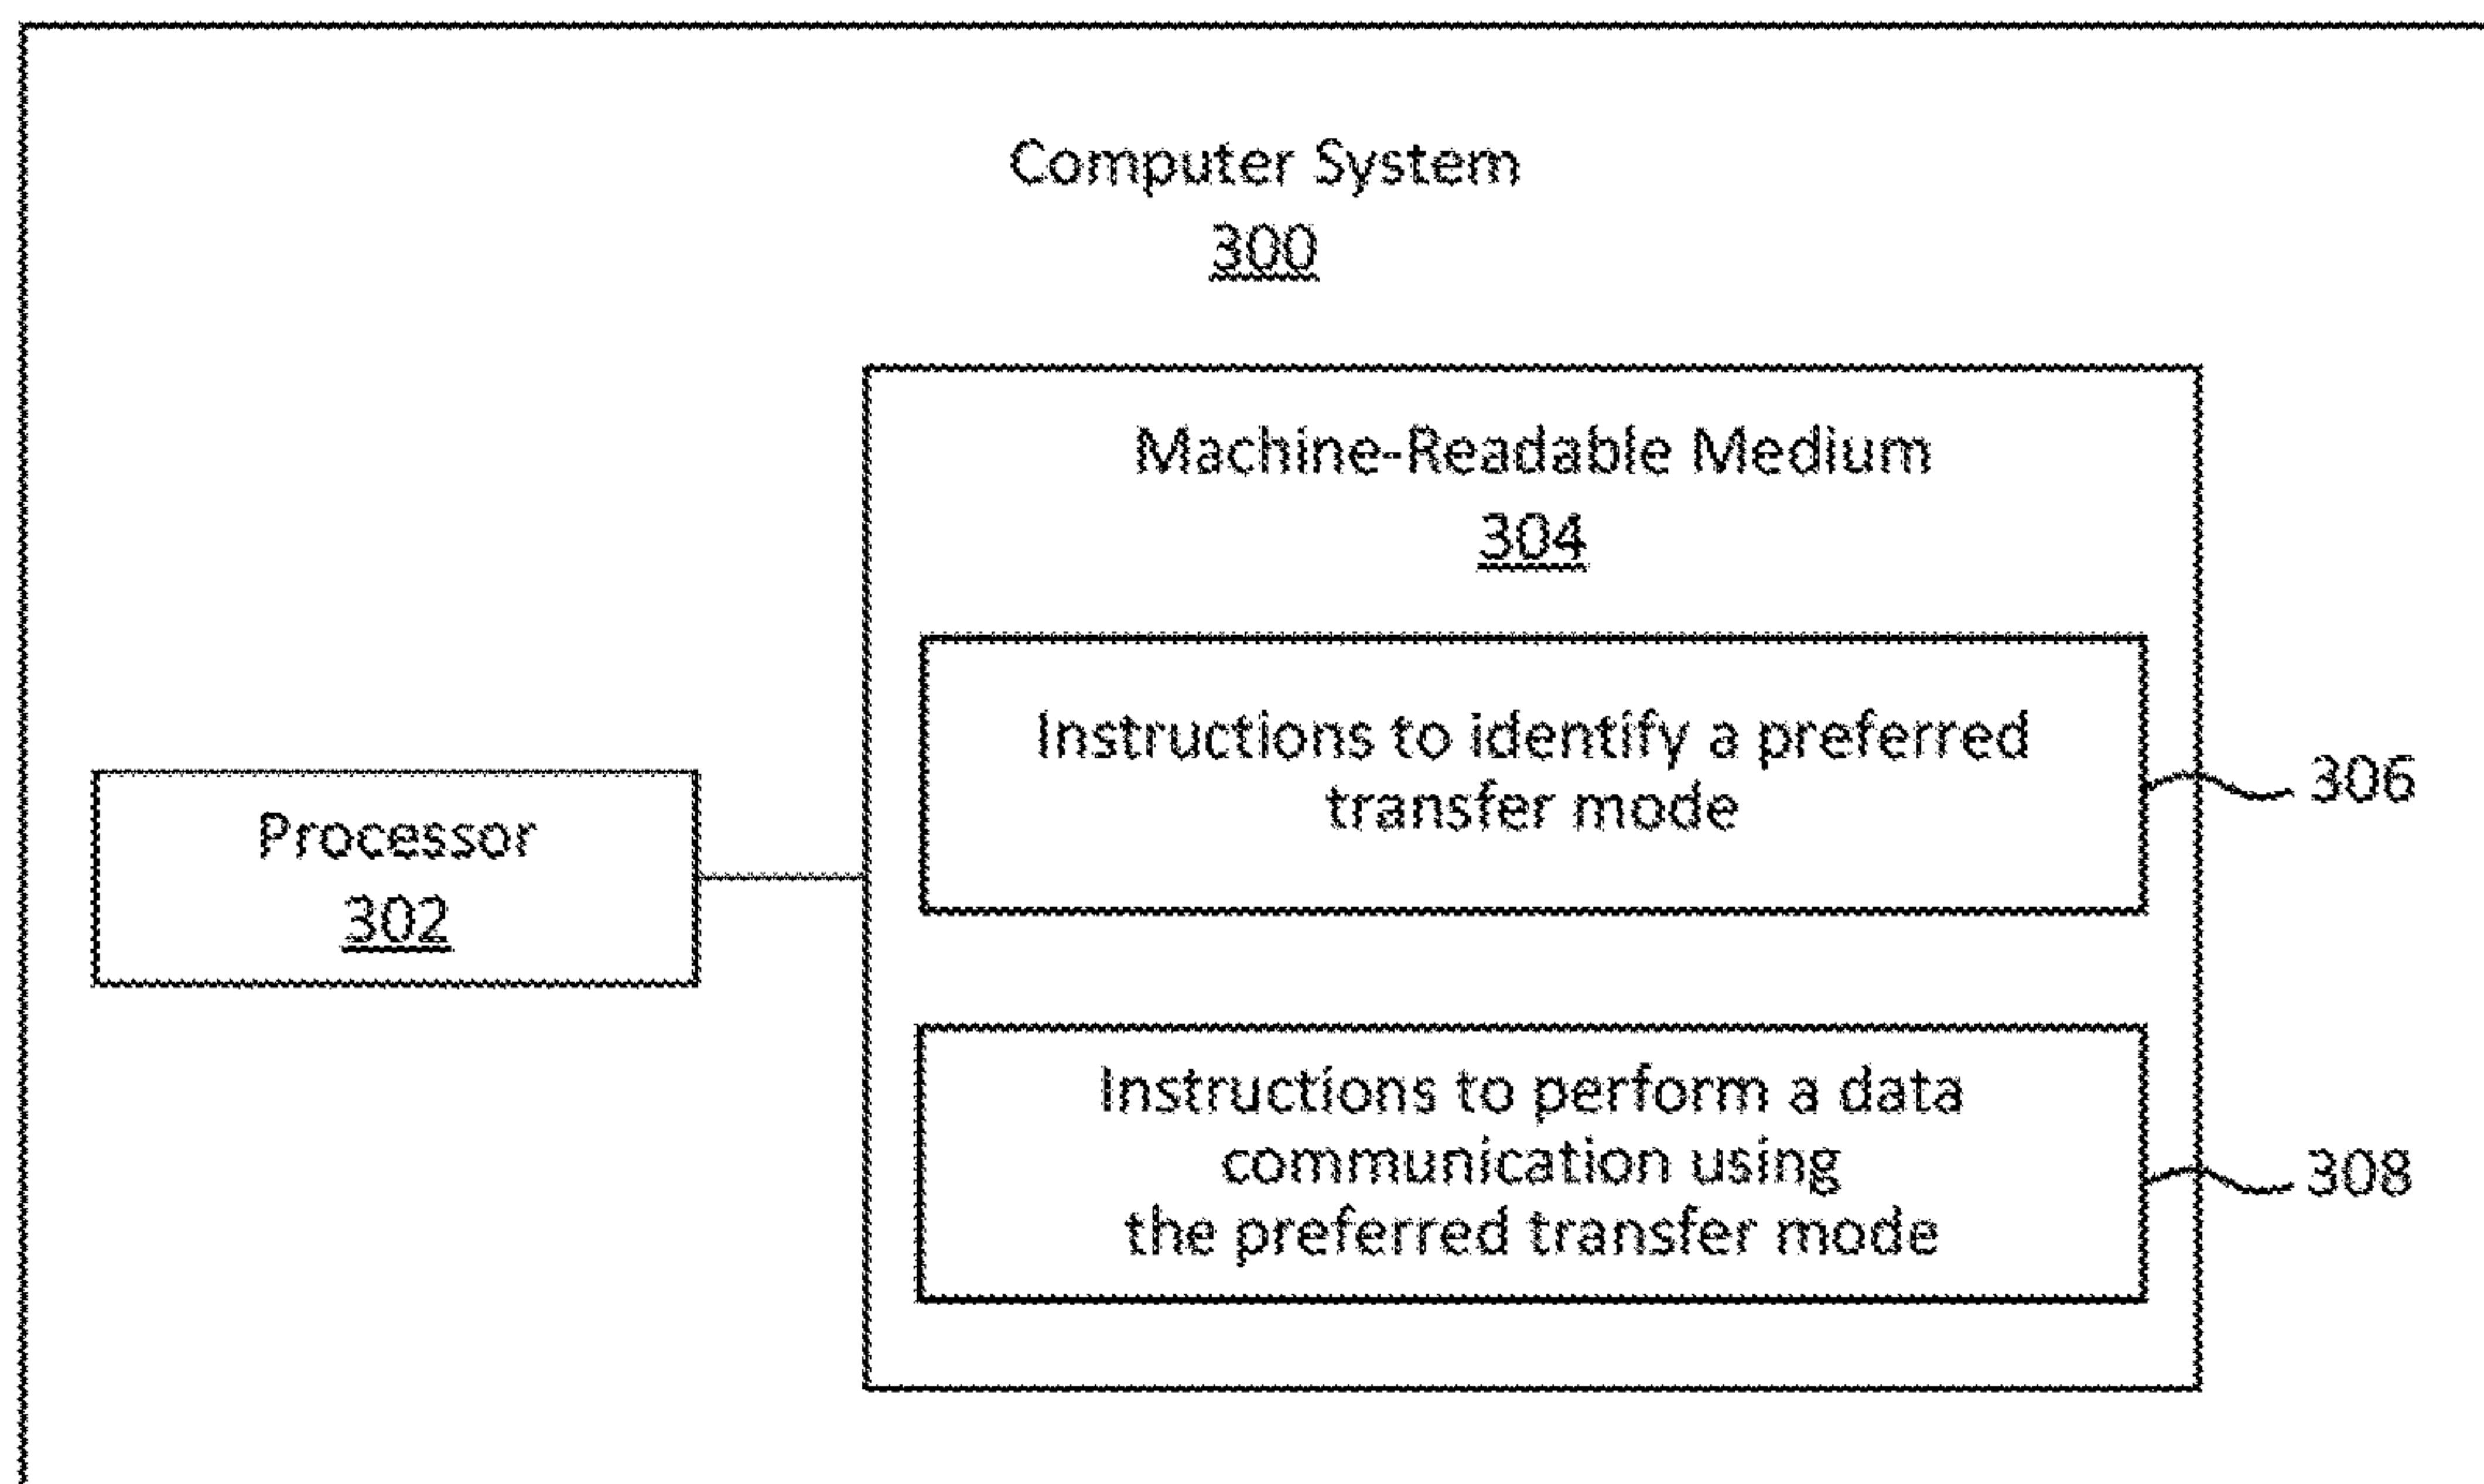 Computer System
300
Machine-Readable Medium
304
Instructions to identify a preferred
transfer mode
306
Processor
302
Instructions to perform a data
communication using
the preferred transfer mode
308